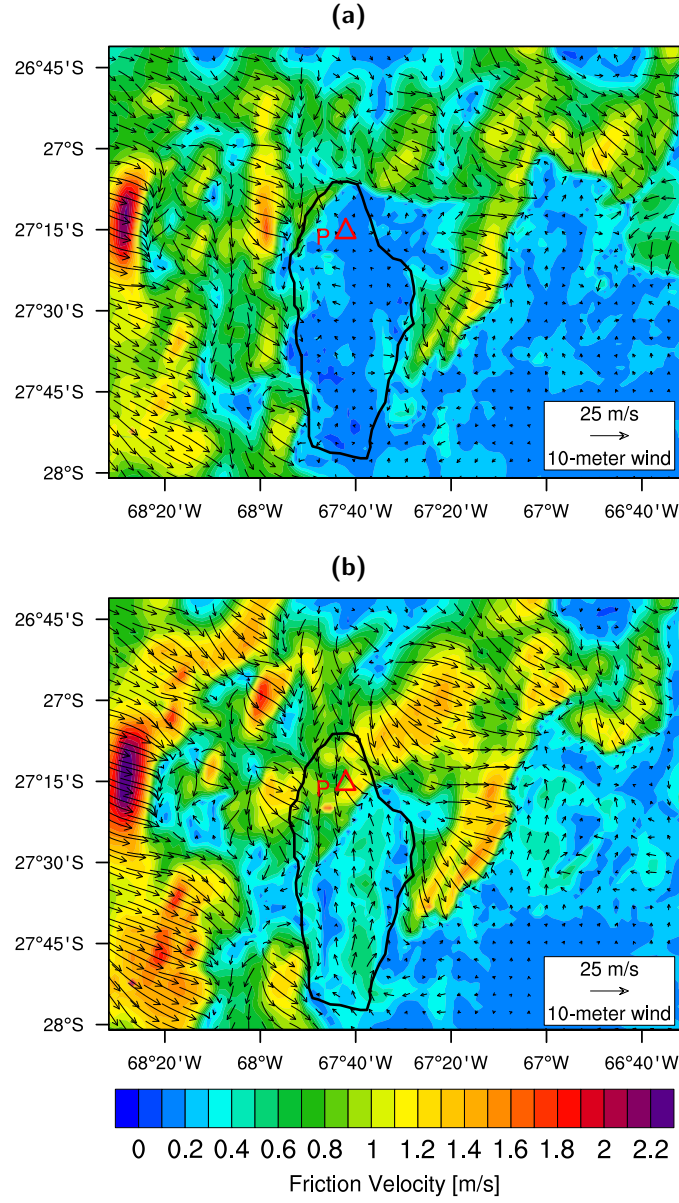 (a)
26°45'S
27°S
27°15'S
27°30'S
27°45'S
28°S
P
25 m/s
10-meter wind
68°20'W 68°W 67°40'W 67°20'W 67°W 66°40'W
(b)
26°45'S
27°S
27°15'S
27°30'S
27°45'S
28°S
P
25 m/s
10-meter wind
68°20'W 68°W 67°40'W 67°20'W 67°W 66°40'W
0 0.2 0.4 0.6 0.8 1 1.2 1.4 1.6 1.8 2 2.2
Friction Velocity [m/s]